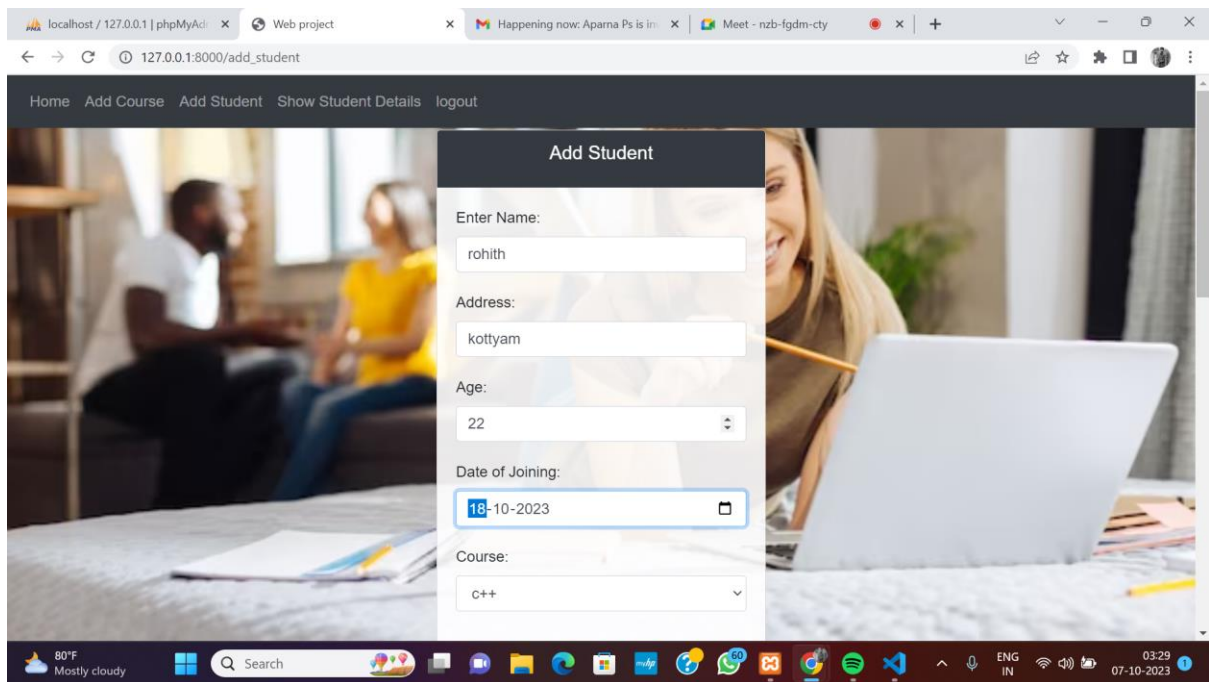 localhost / 127.0.0.1 | phpMyAd
Web project
Happening now: Aparna Ps is in
Meet - nzb-fgdm-cty
127.0.0.1:8000/add_student
Home Add Course Add Student Show Student Details logout
Add Student
Enter Name:
rohith
Address:
kottyam
Age:
22
Date of Joining:
18-10-2023
Course:
c++
80°F
Mostly cloudy
Search
myhp
60
ENG
IN
03:29
07-10-2023
1